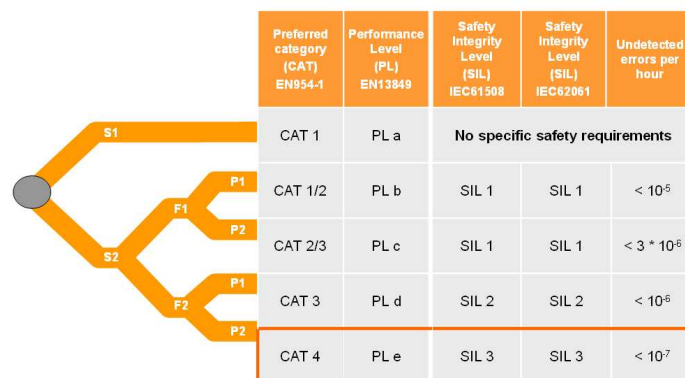 Preferred category (CAT) EN954-1
Performance Level (PL) EN13849
Safety Integrity Level (SIL) IEC61508
Safety Integrity Level (SIL) IEC62061
Undetected errors per hour
S1
CAT 1
PL a
No specific safety requirements
P1
CAT 1/2
PL b
SIL 1
SIL 1
< 10⁻⁵
F1
P2
CAT 2/3
PL c
SIL 1
SIL 1
< 3 * 10⁻⁶
S2
P1
CAT 3
PL d
SIL 2
SIL 2
< 10⁻⁶
F2
P2
CAT 4
PL e
SIL 3
SIL 3
< 10⁻⁷